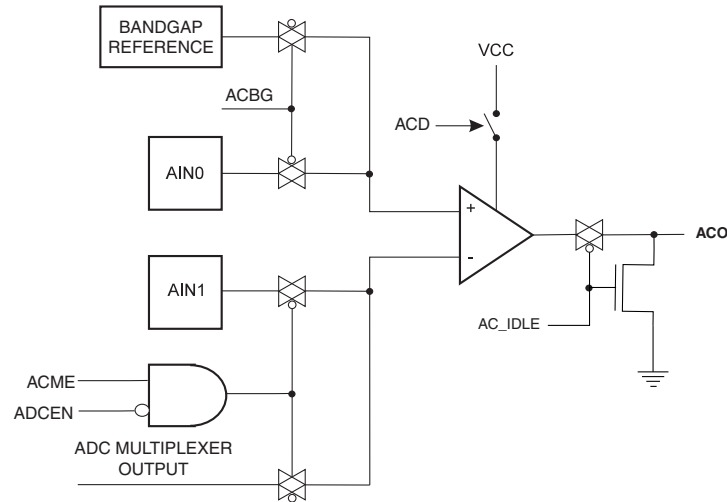 BANDGAP
REFERENCE
VCC
ACBG
ACD
AIN0
+
ACO
-
AIN1
AC_IDLE
ACME
ADCEN
ADC MULTIPLEXER
OUTPUT